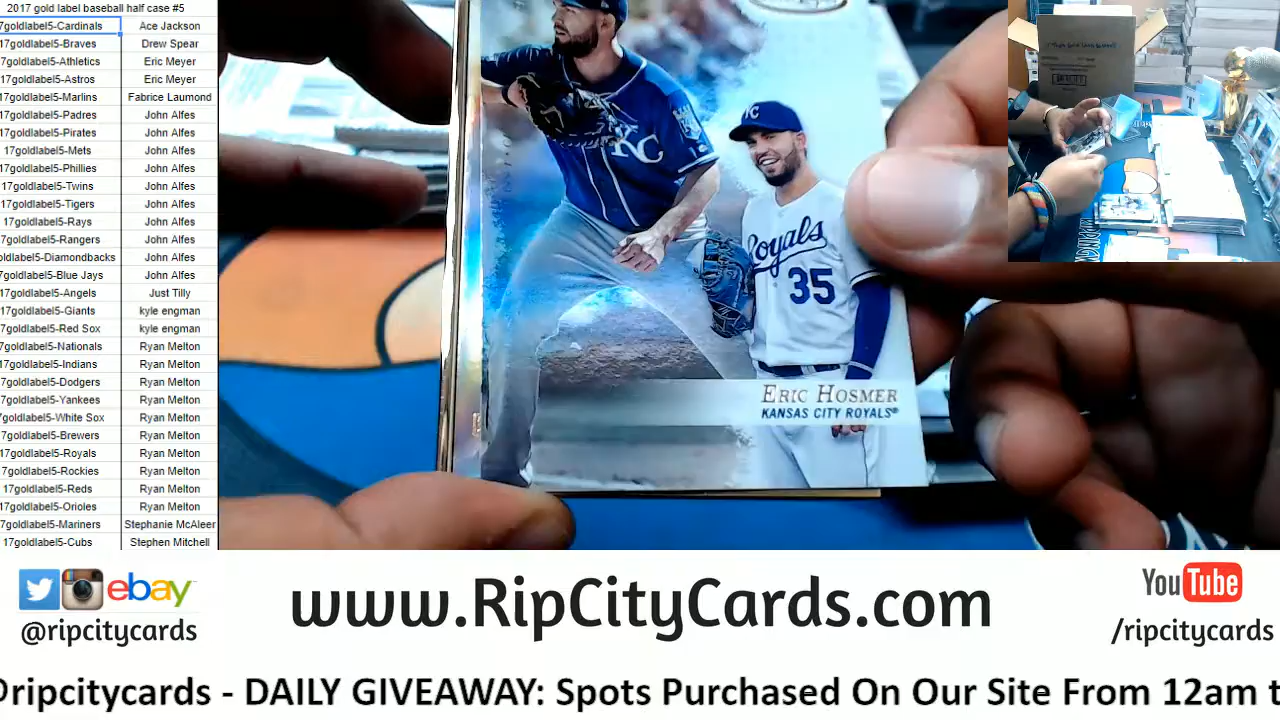 2017 gold label baseball half case #5
7goldlabel5-Cardinals Ace Jackson
17goldlabel5-Braves Drew Spear
7goldlabel5-Athletics Eric Meyer
17goldlabel5-Astros Eric Meyer
17goldlabel5-Marlins Fabrice Laumond
17goldlabel5-Padres John Alfes
17goldlabel5-Pirates John Alfes
17goldlabel5-Mets John Alfes
17goldlabel5-Phillies John Alfes
17goldlabel5-Twins John Alfes
17goldlabel5-Tigers John Alfes
17goldlabel5-Rays John Alfes
17goldlabel5-Rangers John Alfes
oldlabel5-Diamondbacks John Alfes
7goldlabel5-Blue Jays John Alfes
17goldlabel5-Angels Just Tilly
17goldlabel5-Giants kyle engman
7goldlabel5-Red Sox kyle engman
7goldlabel5-Nationals Ryan Melton
17goldlabel5-Indians Ryan Melton
7goldlabel5-Dodgers Ryan Melton
7goldlabel5-Yankees Ryan Melton
7goldlabel5-White Sox Ryan Melton
7goldlabel5-Brewers Ryan Melton
17goldlabel5-Royals Ryan Melton
17goldlabel5-Rockies Ryan Melton
17goldlabel5-Reds Ryan Melton
17goldlabel5-Orioles Ryan Melton
7goldlabel5-Mariners Stephanie McAleer
17goldlabel5-Cubs Stephen Mitchell
KC
KC
Royals
35
ERIC HOSMER
KANSAS CITY ROYALS®
ebay
@ripcitycards
www.RipCityCards.com
YouTube
/ripcitycards
ripcitycards - DAILY GIVEAWAY: Spots Purchased On Our Site From 12am t